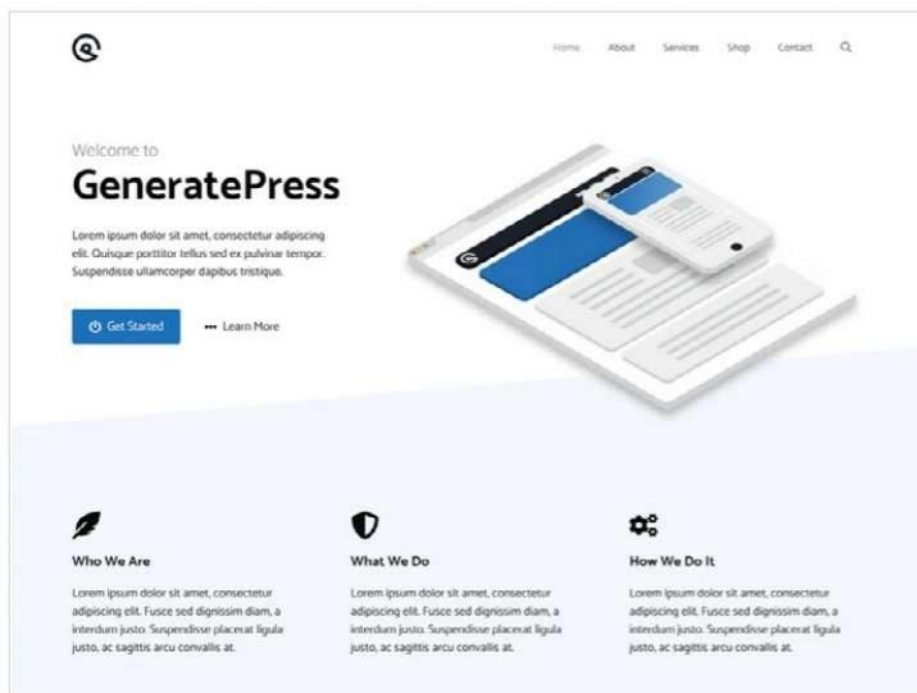 Home About Services Shop Contact
Welcome to
GeneratePress
Lorem ipsum dolor sit amet, consectetur adipiscing
elit. Quisque porttitor tellus sed ex pulvinar tempor.
Suspendisse ullamcorper dapibus tristique.
Get Started
Learn More
Who We Are
Lorem ipsum dolor sit amet, consectetur
adipiscing elit. Fusce sed dignissim diam, a
interdum justo. Suspendisse placerat ligula
justo, ac sagittis arcu convallis at.
What We Do
Lorem ipsum dolor sit amet, consectetur
adipiscing elit. Fusce sed dignissim diam, a
interdum justo. Suspendisse placerat ligula
justo, ac sagittis arcu convallis at.
How We Do It
Lorem ipsum dolor sit amet, consectetur
adipiscing elit. Fusce sed dignissim diam, a
interdum justo. Suspendisse placerat ligula
justo, ac sagittis arcu convallis at.